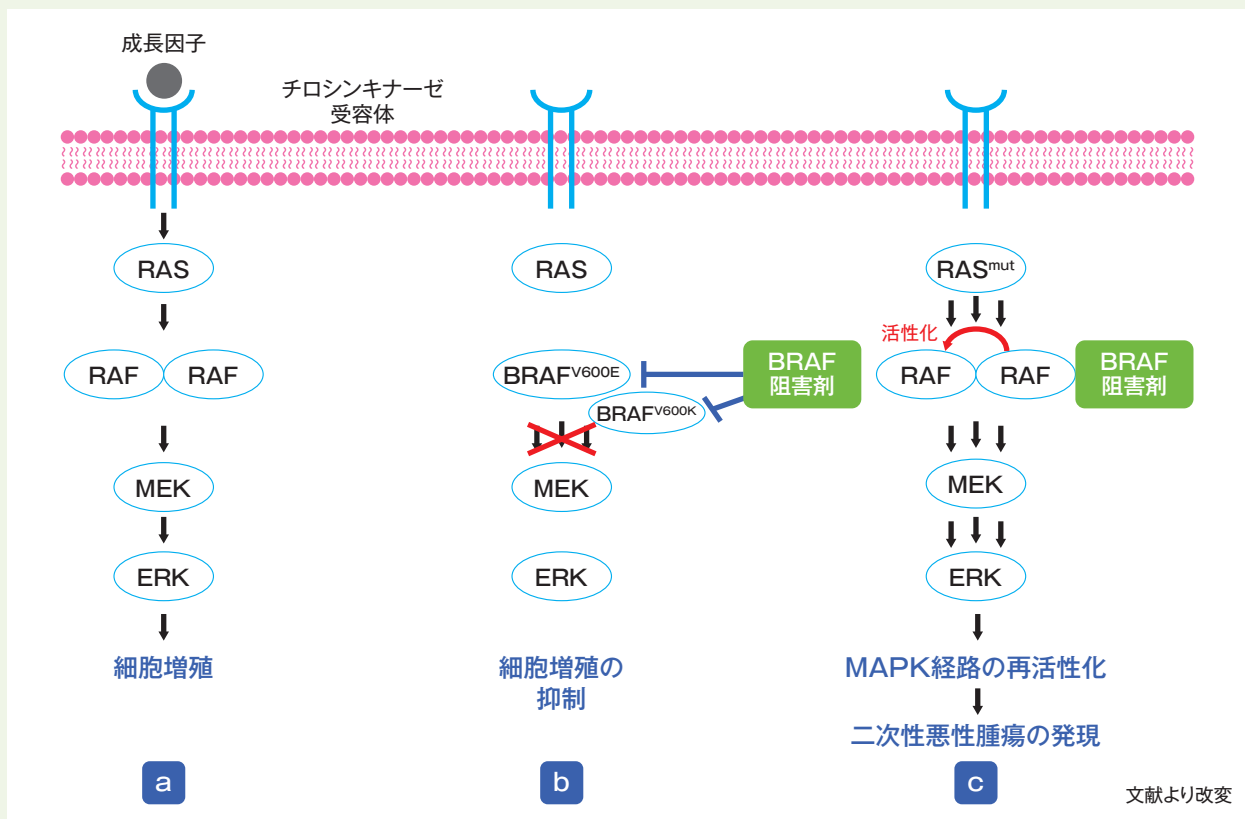 成長因子
チロシンキナーゼ
受容体
RAS
RAF
RAF
MEK
ERK
細胞増殖
a
RAS
BRAFV600E
BRAFV600K
BRAF
阻害剤
MEK
ERK
細胞増殖の
抑制
b
RASmut
活性化
RAF
RAF
BRAF
阻害剤
MEK
ERK
MAPK経路の再活性化
二次性悪性腫瘍の発現
c
文献より改変